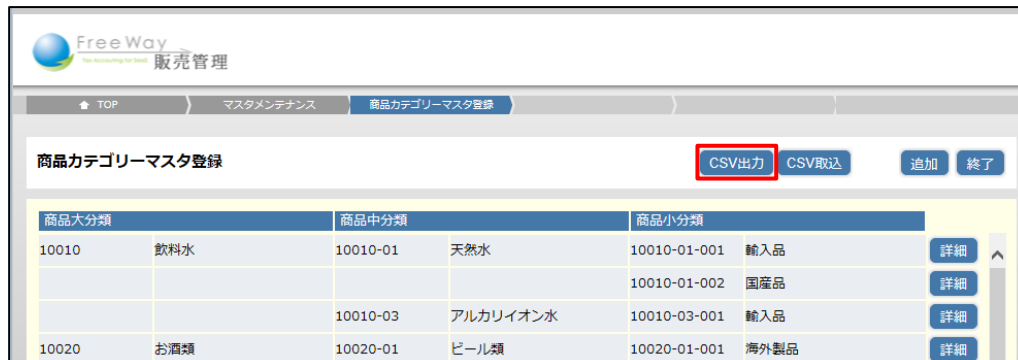 FreeWay
販売管理
TOP マスタメンテナンス 商品カテゴリーマスタ登録
商品カテゴリーマスタ登録 CSV出力 CSV取込 追加 終了
商品大分類 商品中分類 商品小分類
10010 飲料水 10010-01 天然水 10010-01-001 輸入品 詳細
10010-01-002 国産品 詳細
10010-03 アルカリイオン水 10010-03-001 輸入品 詳細
10020 お酒類 10020-01 ビール類 10020-01-001 海外製品 詳細